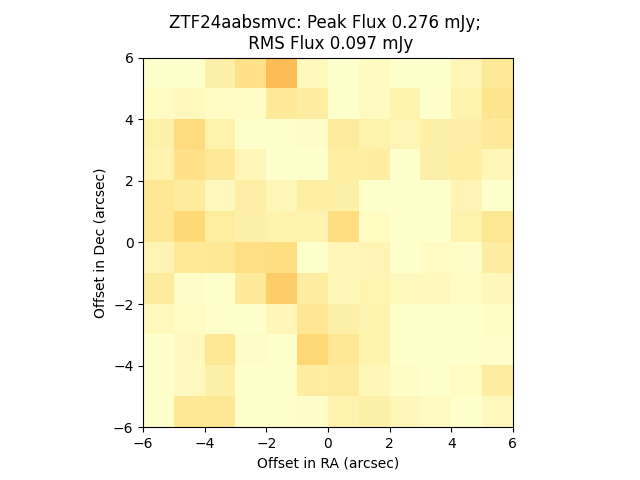 ZTF24aabsmvc: Peak Flux 0.276 mJy;
RMS Flux 0.097 mJy
6
4
2
0
−2
−4
−6
Offset in Dec (arcsec)
−6 −4 −2 0 2 4 6
Offset in RA (arcsec)